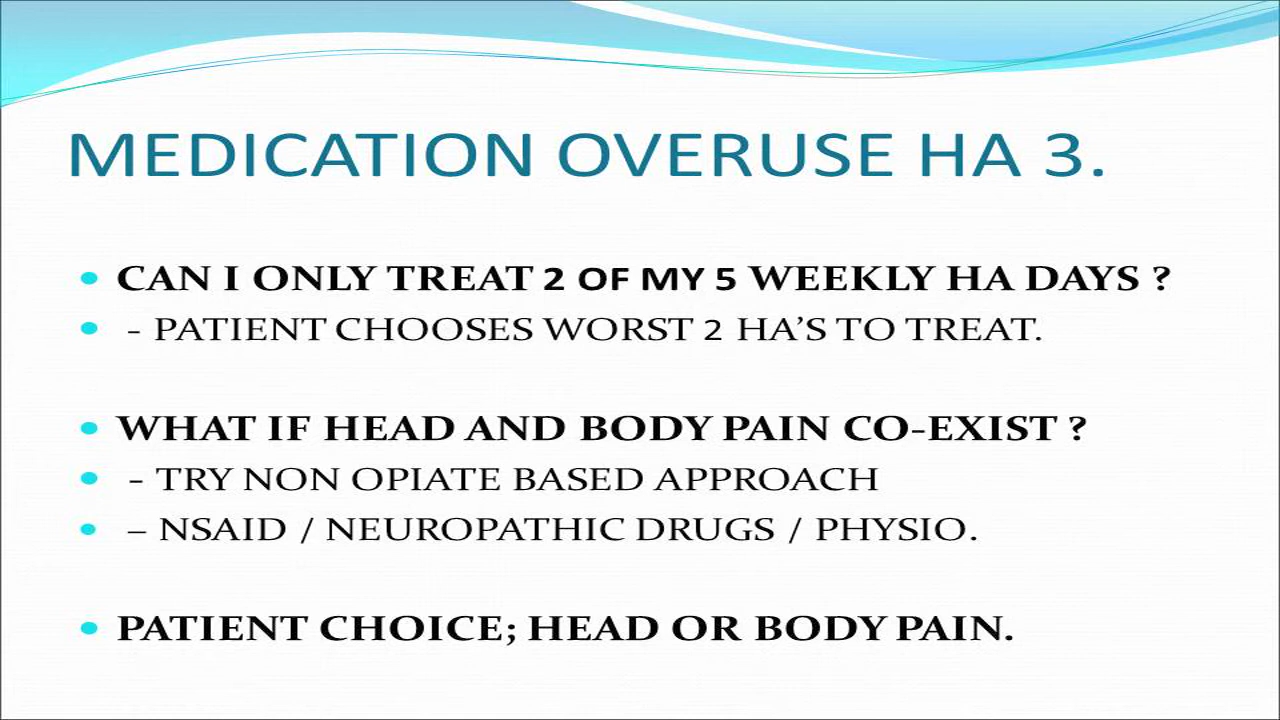 MEDICATION OVERUSE HA 3.
• CAN I ONLY TREAT 2 OF MY 5 WEEKLY HA DAYS ?
• - PATIENT CHOOSES WORST 2 HA’S TO TREAT.
• WHAT IF HEAD AND BODY PAIN CO-EXIST ?
• - TRY NON OPIATE BASED APPROACH
• – NSAID / NEUROPATHIC DRUGS / PHYSIO.
• PATIENT CHOICE; HEAD OR BODY PAIN.